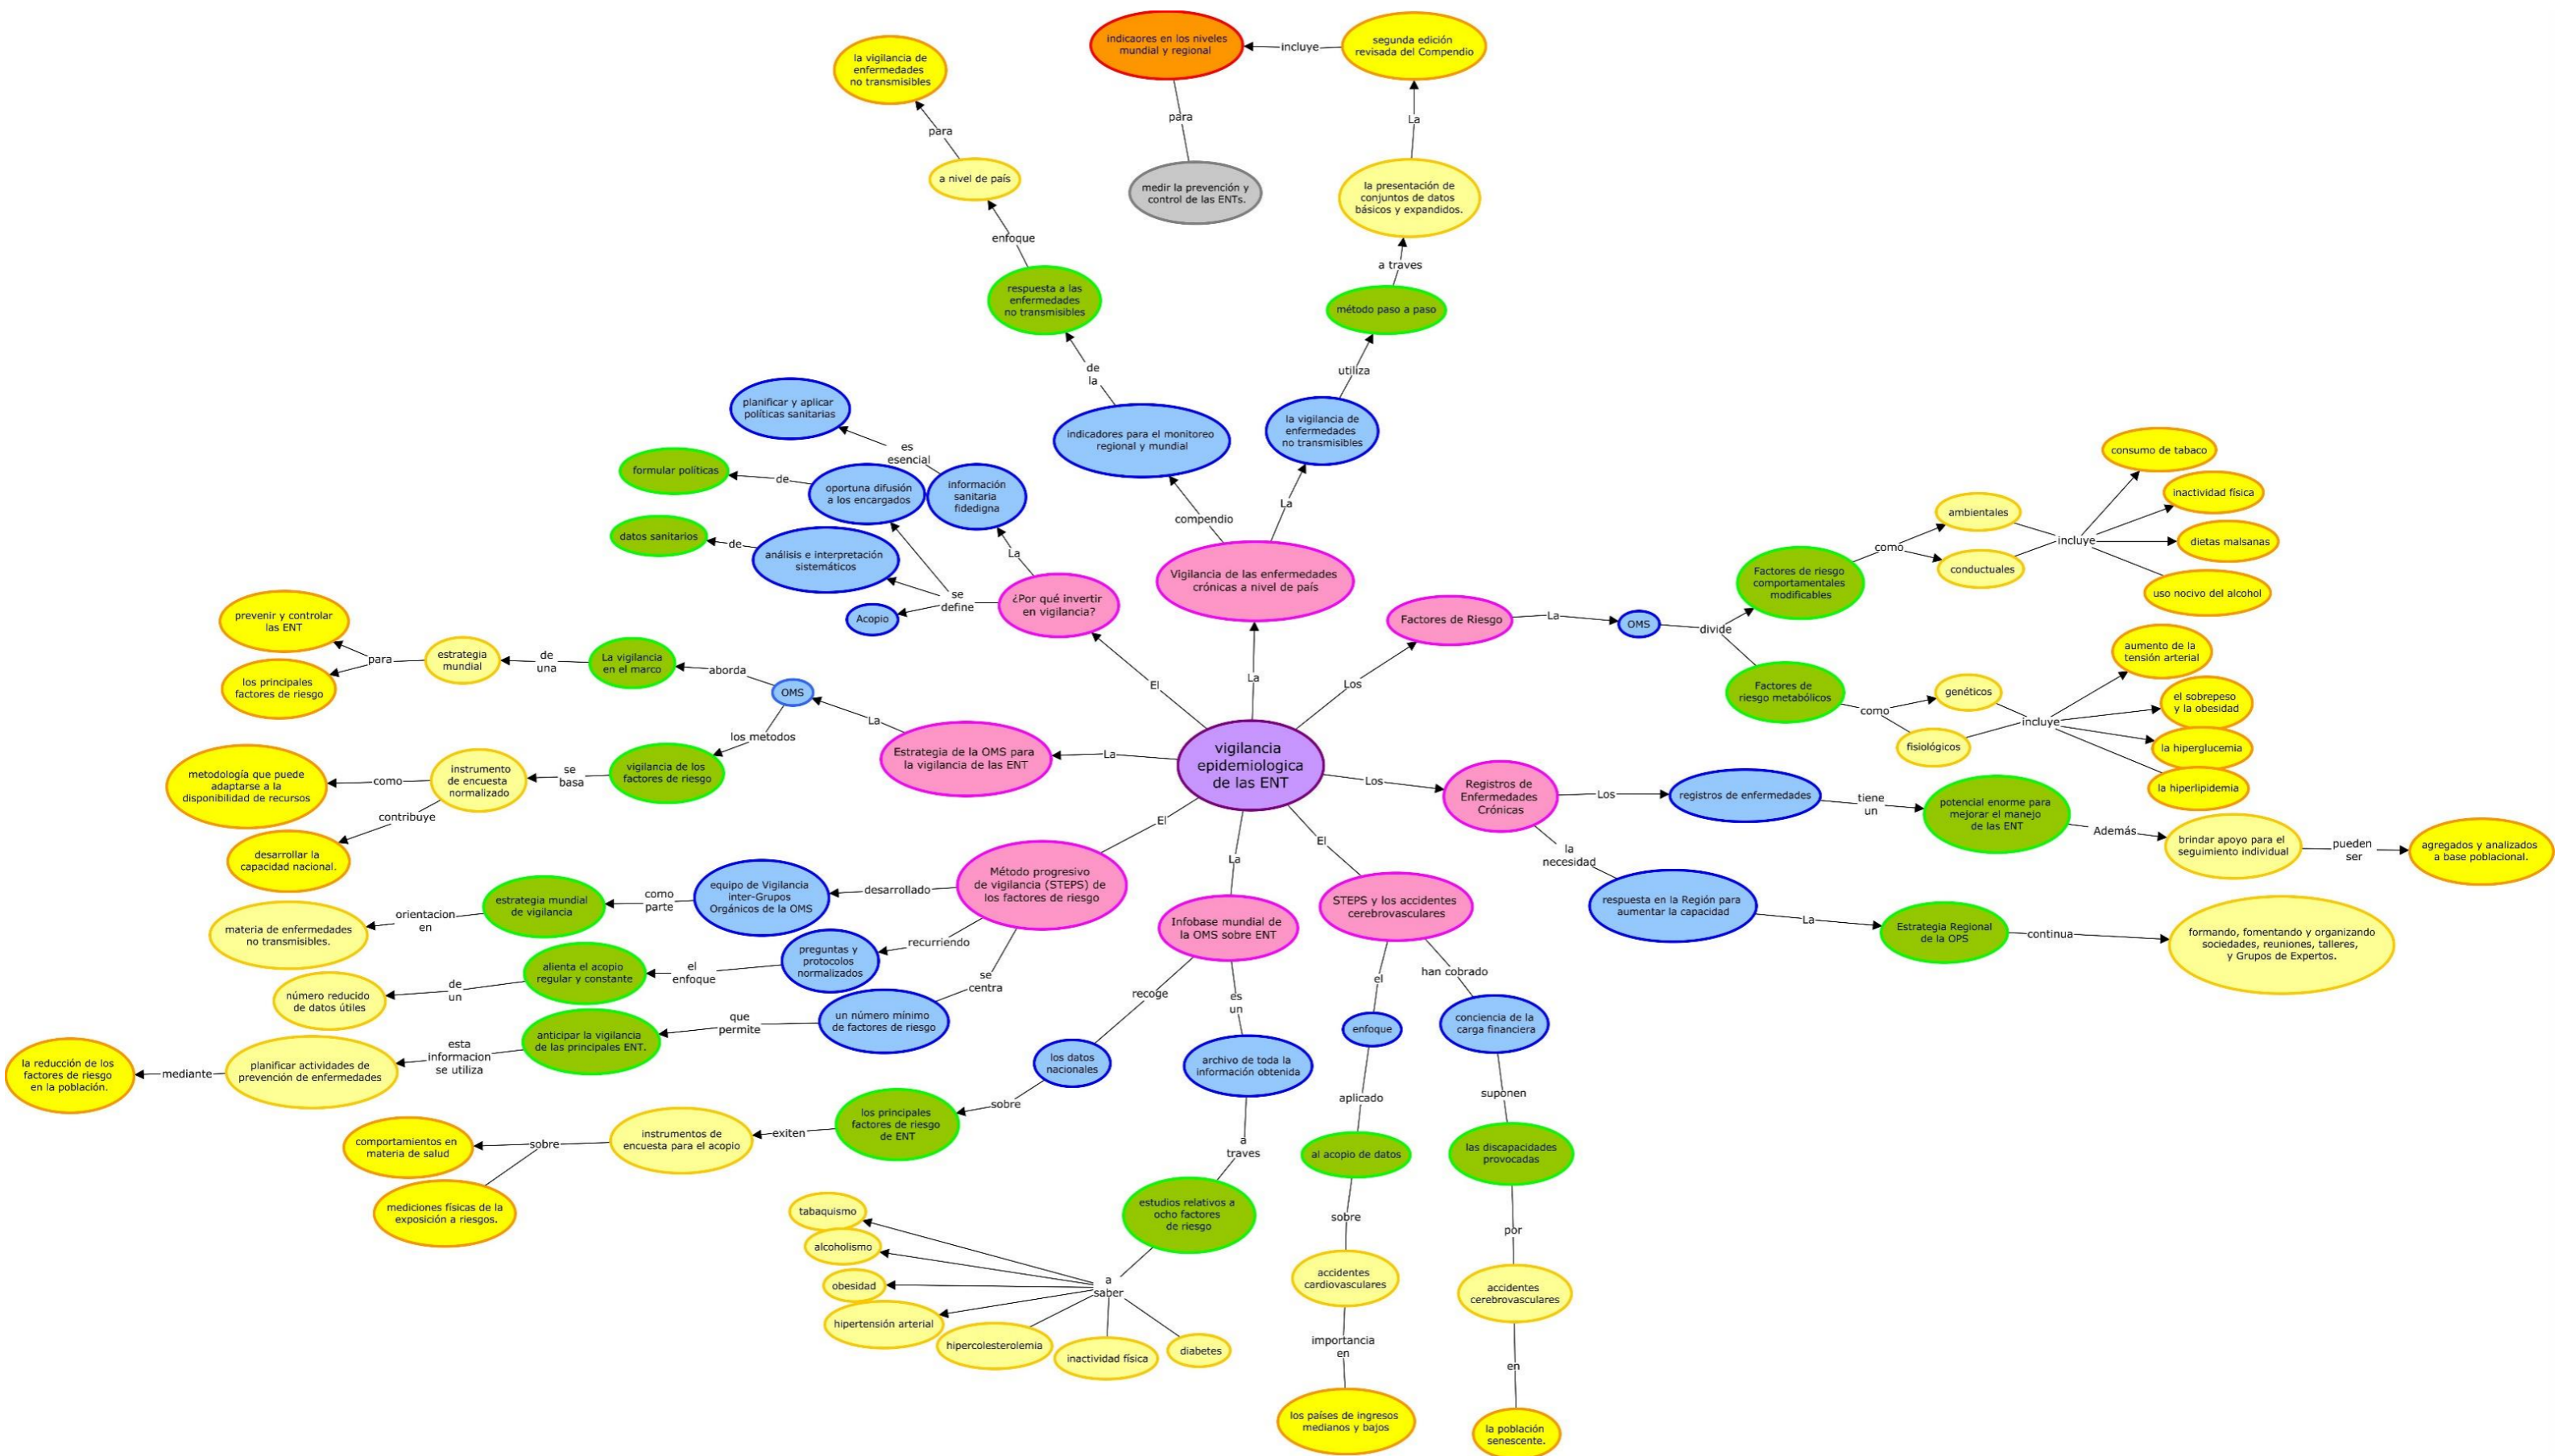 vigilancia
epidemiologica
de las ENT
La
Vigilancia de las enfermedades
crónicas a nivel de país
compendio
indicadores para el monitoreo
regional y mundial
de
la
respuesta a las
enfermedades
no transmisibles
enfoque
a nivel de país
para
la vigilancia de
enfermedades
no transmisibles
La
la vigilancia de
enfermedades
no transmisibles
utiliza
método paso a paso
a traves
la presentación de
conjuntos de datos
básicos y expandidos.
La
segunda edición
revisada del Compendio
incluye
indicaores en los niveles
mundial y regional
para
medir la prevención y
control de las ENTs.
Los
Factores de Riesgo
La
OMS
divide
Factores de riesgo
comportamentales
modificables
como
ambientales
conductuales
incluye
consumo de tabaco
inactividad física
dietas malsanas
uso nocivo del alcohol
Factores de
riesgo metabólicos
como
genéticos
fisiológicos
incluye
aumento de la
tensión arterial
el sobrepeso
y la obesidad
la hiperglucemia
la hiperlipidemia
Los
Registros de
Enfermedades
Crónicas
Los
registros de enfermedades
tiene
un
potencial enorme para
mejorar el manejo
de las ENT
Además
brindar apoyo para el
seguimiento individual
pueden
ser
agregados y analizados
a base poblacional.
la
necesidad
respuesta en la Región para
aumentar la capacidad
La
Estrategia Regional
de la OPS
continua
formando, fomentando y organizando
sociedades, reuniones, talleres,
y Grupos de Expertos.
El
STEPS y los accidentes
cerebrovasculares
el
enfoque
aplicado
al acopio de datos
sobre
accidentes
cardiovasculares
importancia
en
los países de ingresos
medianos y bajos
han cobrado
conciencia de la
carga financiera
suponen
las discapacidades
provocadas
por
accidentes
cerebrovasculares
en
la población
senescente.
La
Infobase mundial de
la OMS sobre ENT
es
un
archivo de toda la
información obtenida
a
traves
estudios relativos a
ocho factores
de riesgo
a
saber
tabaquismo
alcoholismo
obesidad
hipertensión arterial
hipercolesterolemia
inactividad física
diabetes
recoge
los datos
nacionales
sobre
los principales
factores de riesgo
de ENT
exiten
instrumentos de
encuesta para el acopio
sobre
comportamientos en
materia de salud
mediciones físicas de la
exposición a riesgos.
El
Método progresivo
de vigilancia (STEPS) de
los factores de riesgo
desarrollado
equipo de Vigilancia
inter-Grupos
Orgánicos de la OMS
como
parte
estrategia mundial
de vigilancia
orientacion
en
materia de enfermedades
no transmisibles.
recurriendo
preguntas y
protocolos
normalizados
el
enfoque
alienta el acopio
regular y constante
de
un
número reducido
de datos útiles
se
centra
un número mínimo
de factores de riesgo
que
permite
anticipar la vigilancia
de las principales ENT.
esta
informacion
se utiliza
planificar actividades de
prevención de enfermedades
mediante
la reducción de los
factores de riesgo
en la población.
La
Estrategia de la OMS para
la vigilancia de las ENT
La
OMS
aborda
La vigilancia
en el marco
de
una
estrategia
mundial
para
prevenir y controlar
las ENT
los principales
factores de riesgo
los metodos
vigilancia de los
factores de riesgo
se
basa
instrumento
de encuesta
normalizado
como
metodología que puede
adaptarse a la
disponibilidad de recursos
contribuye
desarrollar la
capacidad nacional.
El
¿Por qué invertir
en vigilancia?
La
información
sanitaria
fidedigna
es
esencial
planificar y aplicar
políticas sanitarias
se
define
oportuna difusión
a los encargados
de
formular políticas
análisis e interpretación
sistemáticos
de
datos sanitarios
Acopio